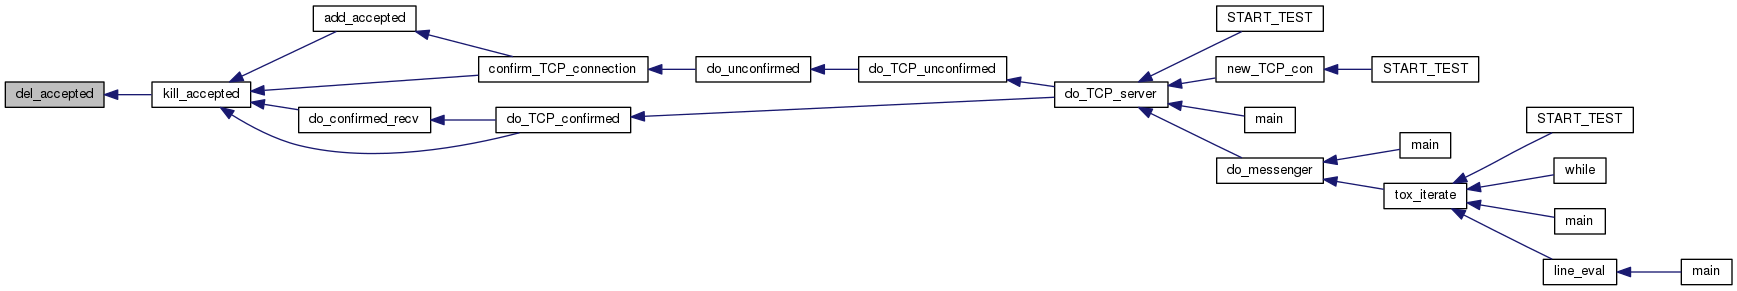 del_accepted
kill_accepted
add_accepted
confirm_TCP_connection
do_confirmed_recv
do_TCP_confirmed
do_unconfirmed
do_TCP_unconfirmed
do_TCP_server
START_TEST
new_TCP_con
START_TEST
main
do_messenger
main
tox_iterate
START_TEST
while
main
line_eval
main